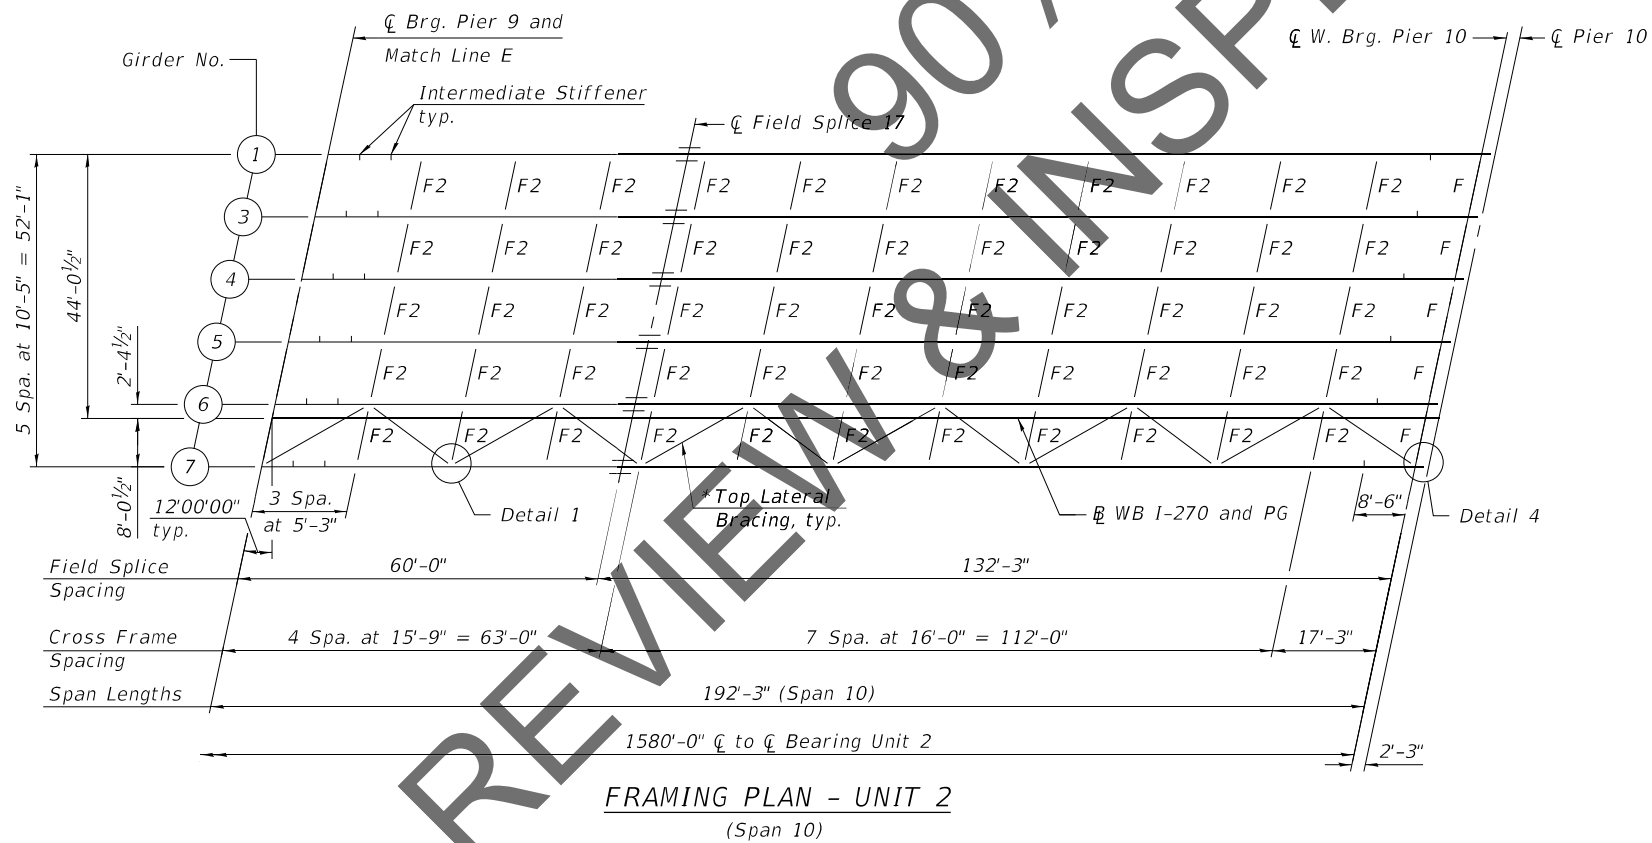 ℄ Brg. Pier 9 and
Match Line E
℄ W. Brg. Pier 10
℄ Pier 10
Girder No.
Intermediate Stiffener
typ.
℄ Field Splice 17
1
F2 F2 F2 F2 F2 F2 F2 F2 F2 F2 F2 F
3
F2 F2 F2 F2 F2 F2 F2 F2 F2 F2 F2 F
4
F2 F2 F2 F2 F2 F2 F2 F2 F2 F2 F2 F
5
F2 F2 F2 F2 F2 F2 F2 F2 F2 F2 F2 F
6
F2 F2 F2 F2 F2 F2 F2 F2 F2 F2 F2 F
7
5 Spa. at 10'-5" = 52'-1"
44'-0½"
2'-4½"
8'-0½"
12'00'00"
typ.
3 Spa.
at 5'-3"
Detail 1
*Top Lateral
Bracing, typ.
℄ WB I-270 and PG
8'-6"
Detail 4
Field Splice
Spacing
60'-0"
132'-3"
Cross Frame
Spacing
4 Spa. at 15'-9" = 63'-0"
7 Spa. at 16'-0" = 112'-0"
17'-3"
Span Lengths
192'-3" (Span 10)
1580'-0" ℄ to ℄ Bearing Unit 2
2'-3"
FRAMING PLAN - UNIT 2
(Span 10)
90
REVIEW & INSP